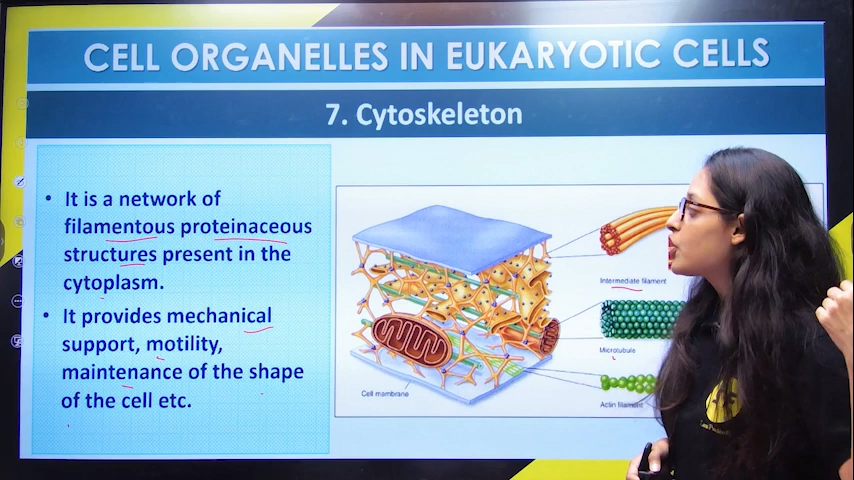 CELL ORGANELLES IN EUKARYOTIC CELLS
7. Cytoskeleton
• It is a network of
filamentous proteinaceous
structures present in the
cytoplasm.
• It provides mechanical
support, motility,
maintenance of the shape
of the cell etc.
Intermediate filament
Microtubule
Actin filament
Cell membrane